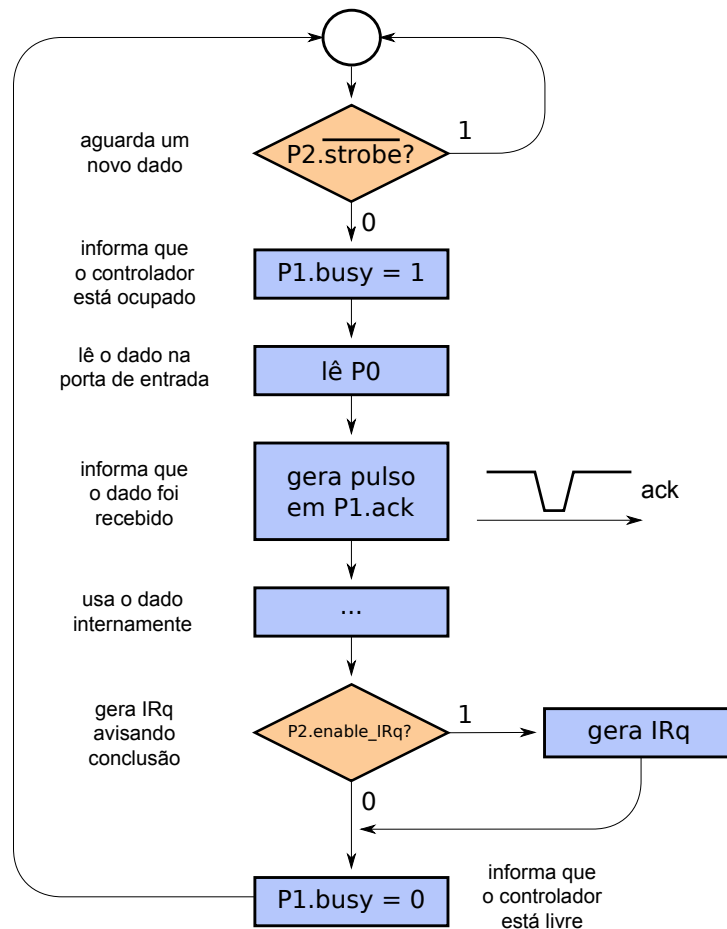 aguarda um
novo dado
P2.strobe?
1
0
informa que
o controlador
está ocupado
P1.busy = 1
lê o dado na
porta de entrada
lê P0
informa que
o dado foi
recebido
gera pulso
em P1.ack
ack
usa o dado
internamente
...
gera IRq
avisando
conclusão
P2.enable_IRq?
1
gera IRq
0
P1.busy = 0
informa que
o controlador
está livre